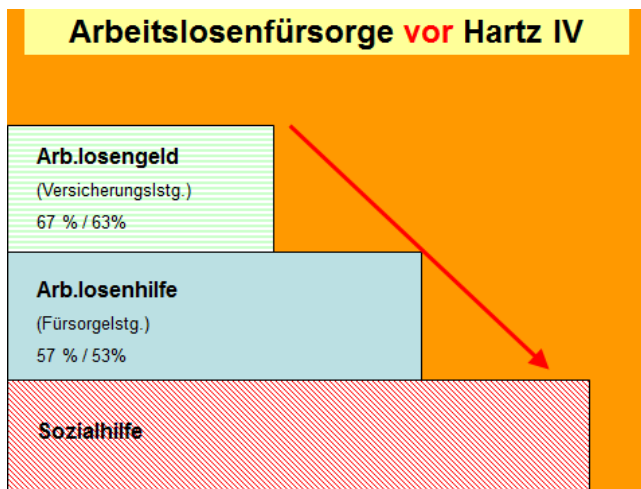 Arbeitslosenfürsorge vor Hartz IV
Arb.losengeld
(Versicherungslstg.)
67 % / 63%
Arb.losenhilfe
(Fürsorgelstg.)
57 % / 53%
Sozialhilfe